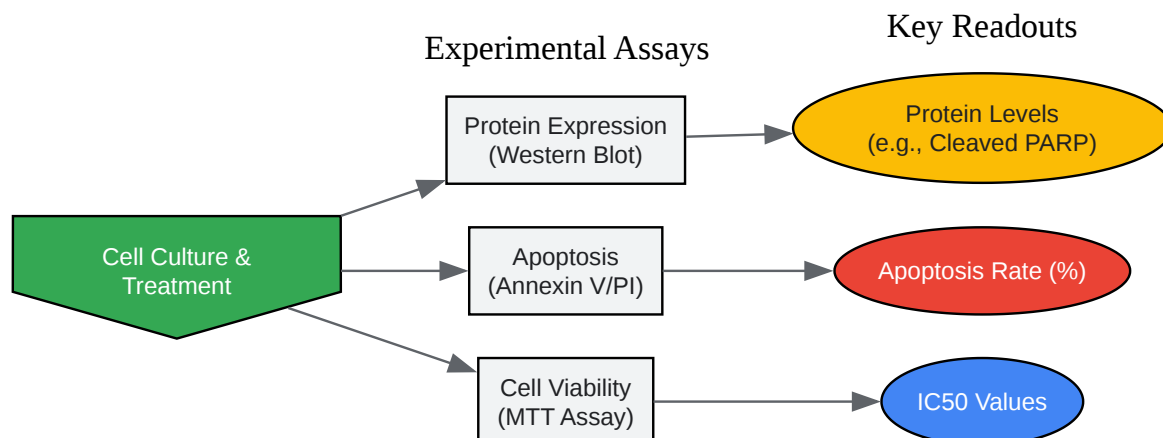 Experimental Assays
Key Readouts
Protein Expression
(Western Blot)
Protein Levels
(e.g., Cleaved PARP)
Cell Culture &
Treatment
Apoptosis
(Annexin V/PI)
Apoptosis Rate (%)
Cell Viability
(MTT Assay)
IC50 Values